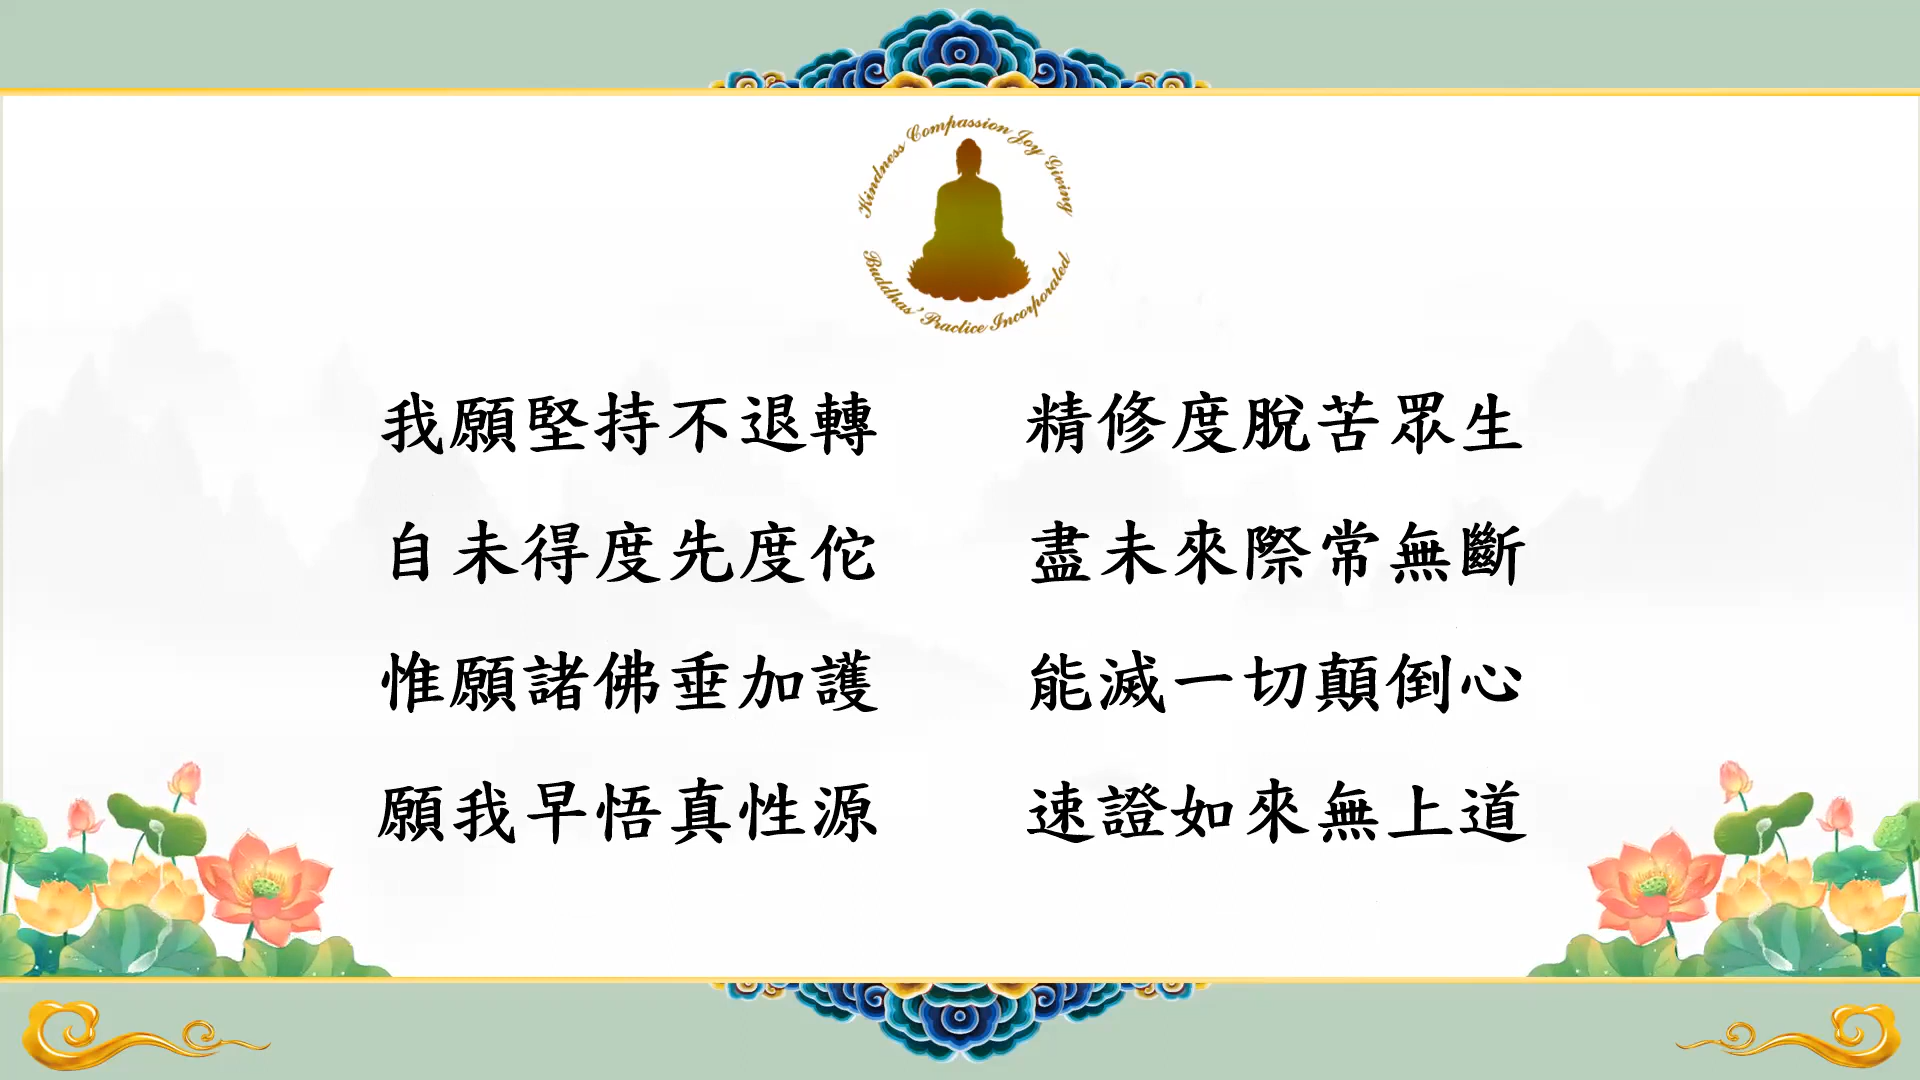 Kindness Compassion Joy Giving
Buddhas' Practice Incorporated
我願堅持不退轉 精修度脫苦眾生
自未得度先度佗 盡未來際常無斷
惟願諸佛垂加護 能滅一切顛倒心
願我早悟真性源 速證如來無上道